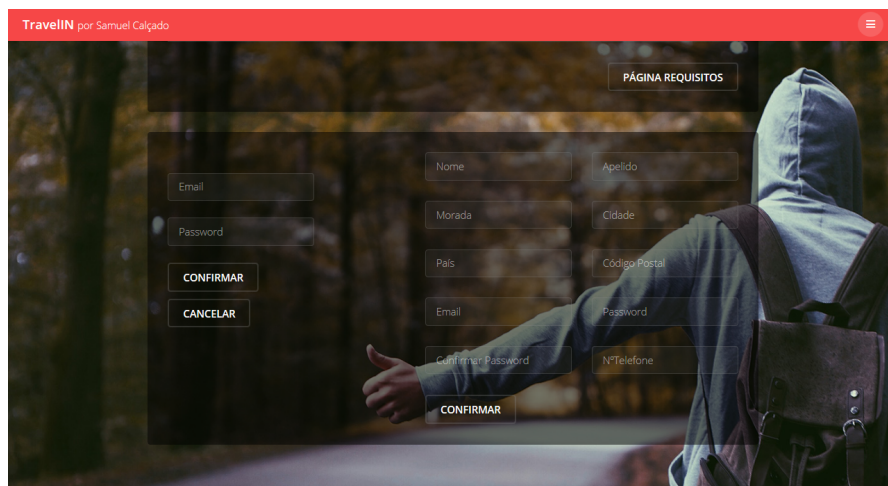 TravelIN por Samuel Calçado
PÁGINA REQUISITOS
Email
Password
CONFIRMAR
CANCELAR
Nome
Apelido
Morada
Cidade
País
Código Postal
Email
Password
Confirmar Password
NºTelefone
CONFIRMAR